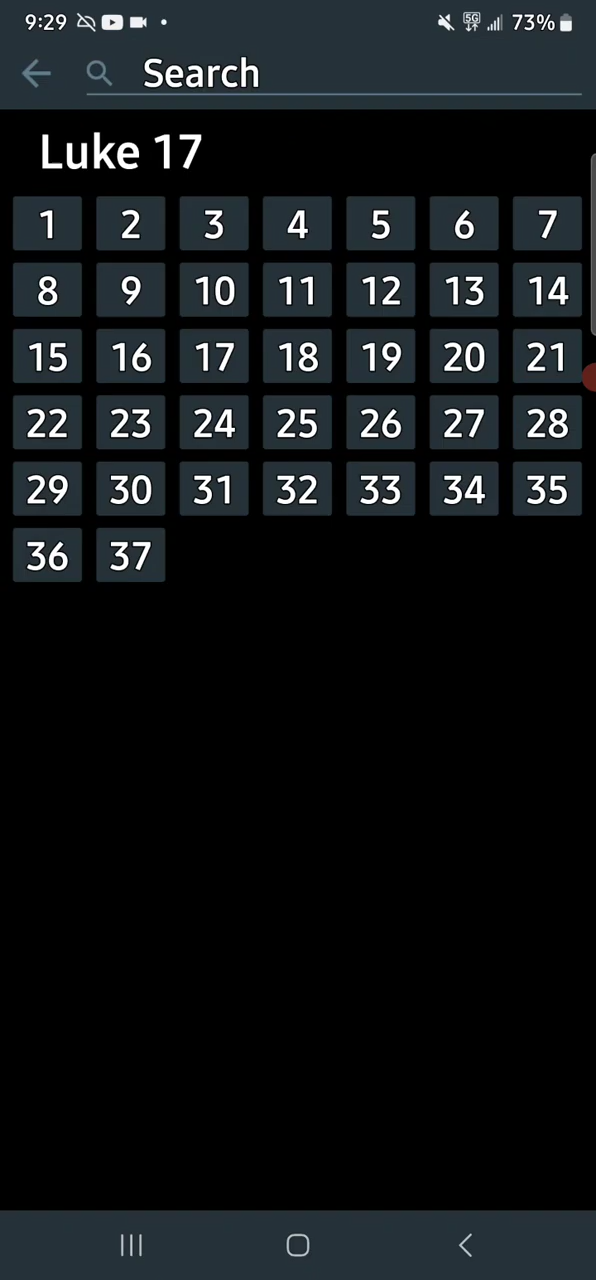 9:29 5G 73%
Search
Luke 17
1 2 3 4 5 6 7
8 9 10 11 12 13 14
15 16 17 18 19 20 21
22 23 24 25 26 27 28
29 30 31 32 33 34 35
36 37